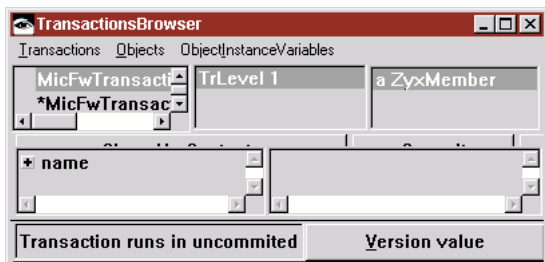 TransactionsBrowser
Transactions Objects ObjectInstanceVariables
MicFwTransacti TrLevel 1 a ZyxMember
*MicFwTransac
name
Transaction runs in uncommited Version value